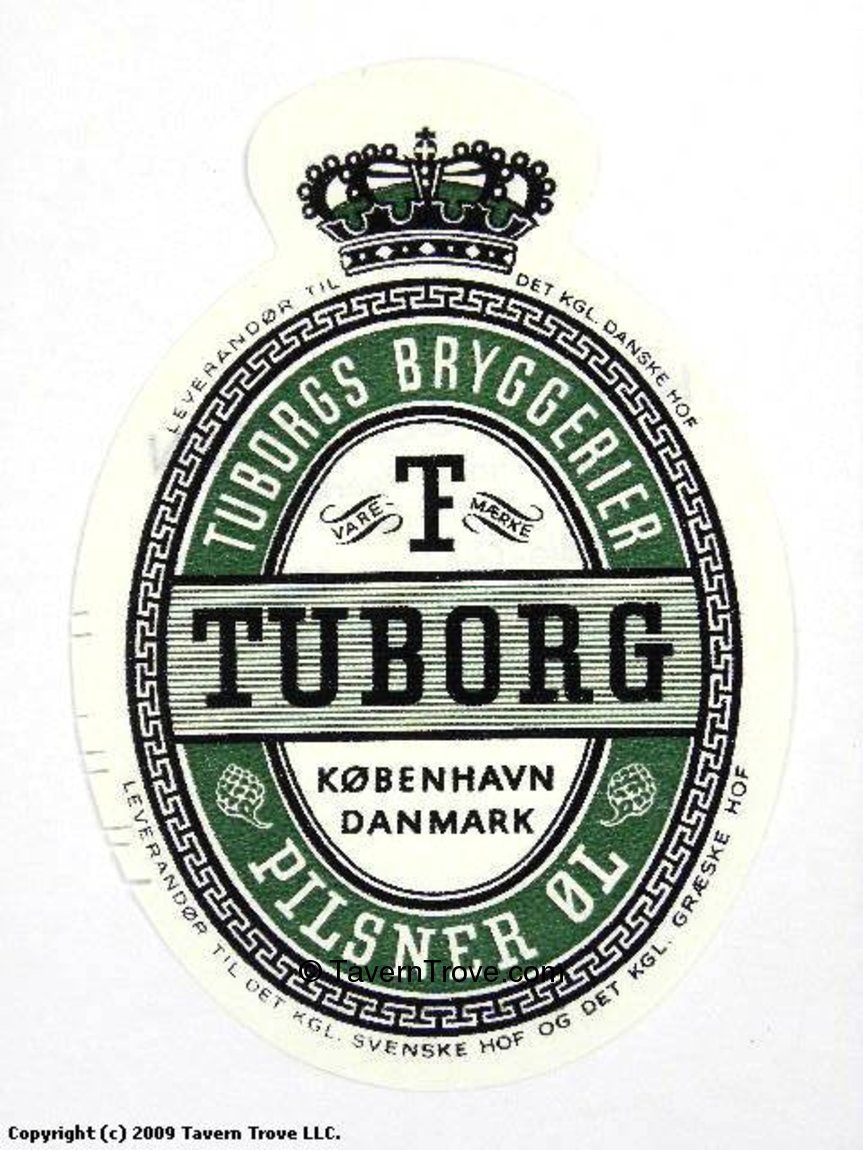 LEVERANDØR TIL DET KGL. DANSKE HOF
TUBORGS BRYGGERIER
VARE- MÆRKE
T
TUBORG
KØBENHAVN
DANMARK
PILSNER ØL
LEVERANDØR TIL DET KGL. SVENSKE HOF OG DET KGL. GRÆSKE HOF
© TavernTrove.com
Copyright (c) 2009 Tavern Trove LLC.